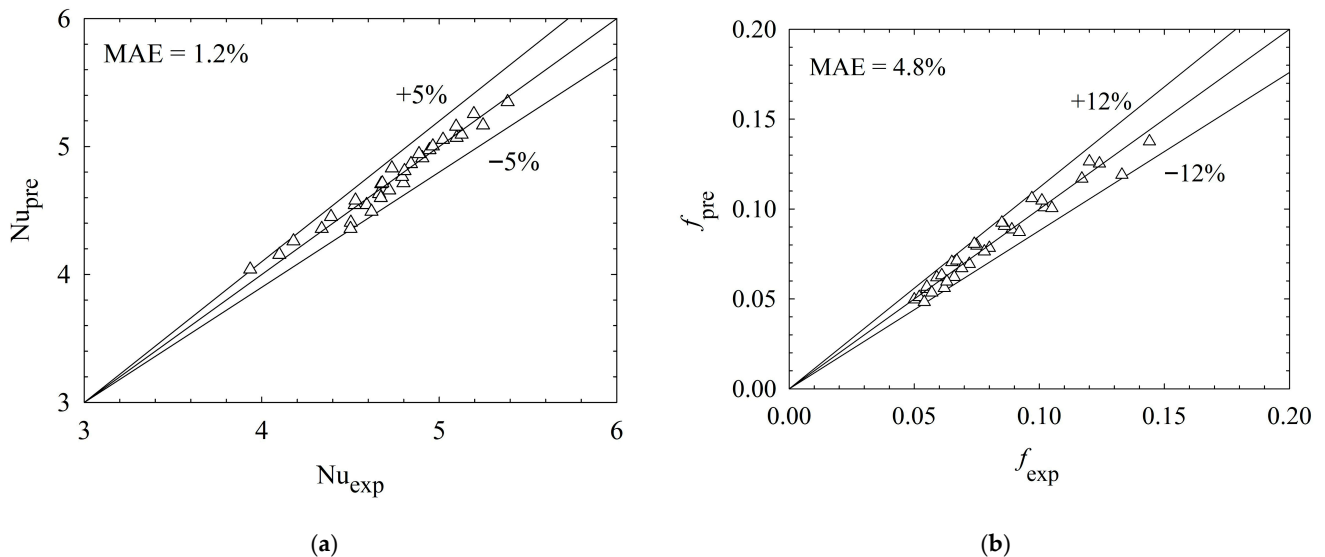 6
MAE = 1.2%
+5%
5
−5%
Nu_pre
4
3
3 4 5 6
Nu_exp
(a)
0.20
MAE = 4.8%
+12%
0.15
−12%
0.10
f_pre
0.05
0.00
0.00 0.05 0.10 0.15 0.20
f_exp
(b)